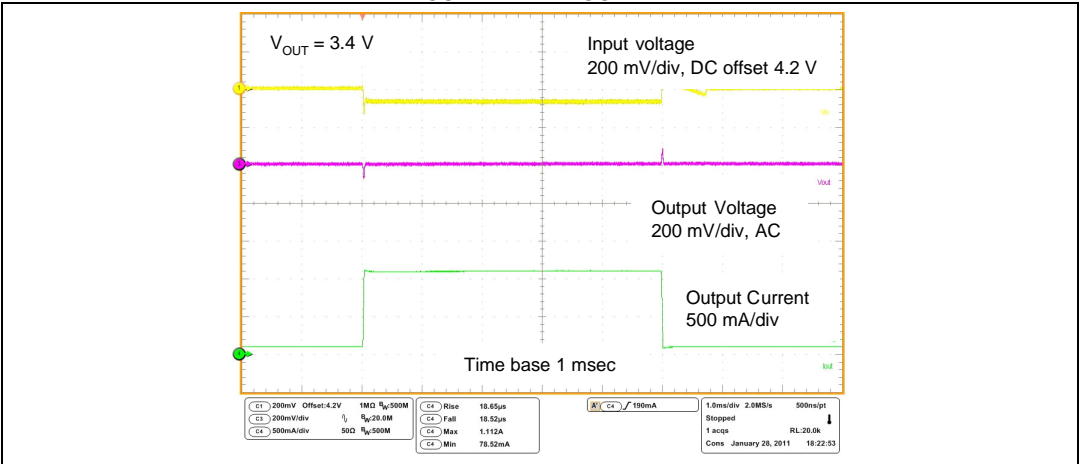 V_OUT = 3.4 V
Input voltage
200 mV/div, DC offset 4.2 V
1
Vout
Output Voltage
200 mV/div, AC
Output Current
500 mA/div
4
Time base 1 msec
Iout
C1 200mV Offset:4.2V 1MΩ BW:500M
C3 200mV/div BW:20.0M
C4 500mA/div 50Ω BW:500M
C4 Rise 18.65µs
C4 Fall 18.52µs
C4 Max 1.112A
C4 Min 78.52mA
A' C4 190mA
1.0ms/div 2.0MS/s 500ns/pt
Stopped
1 acqs RL:20.0k
Cons January 28, 2011 18:22:53